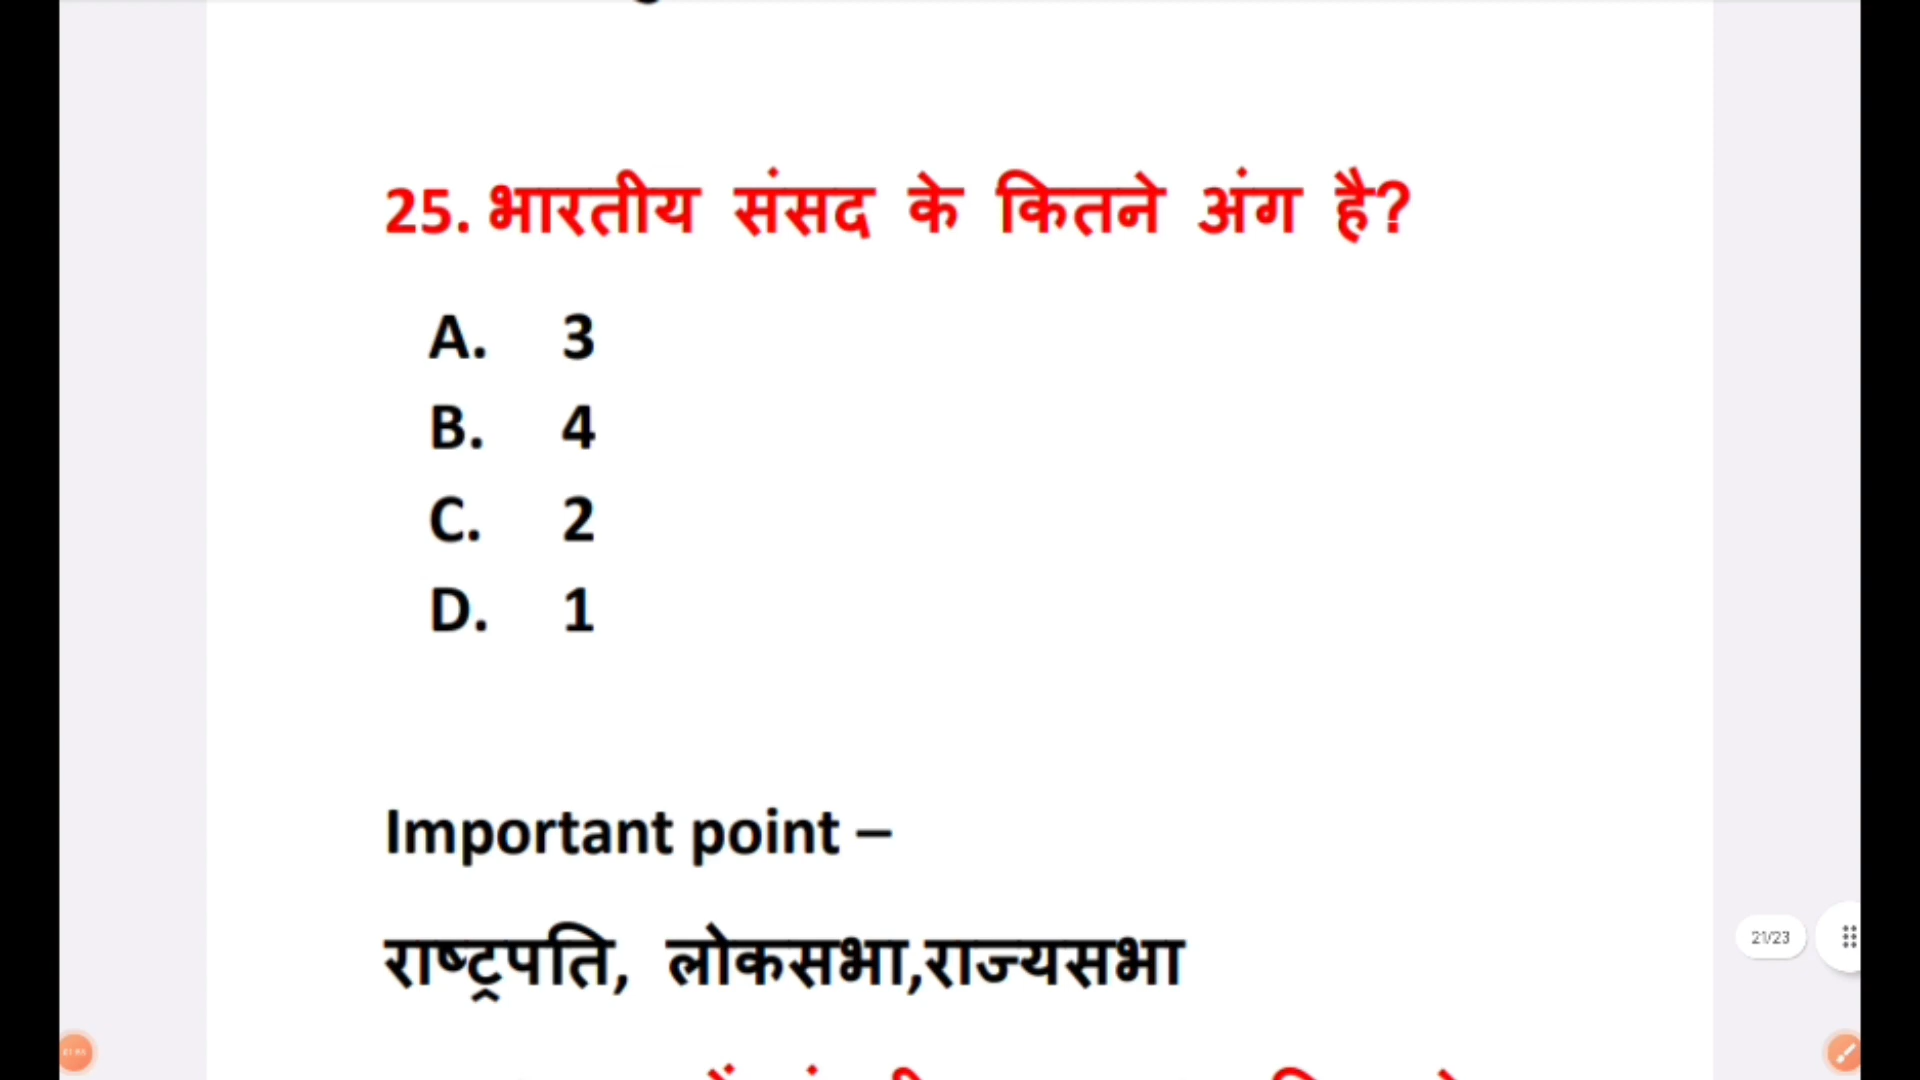 25. भारतीय संसद के कितने अंग है?
A. 3
B. 4
C. 2
D. 1
Important point –
राष्ट्रपति, लोकसभा,राज्यसभा
21/23